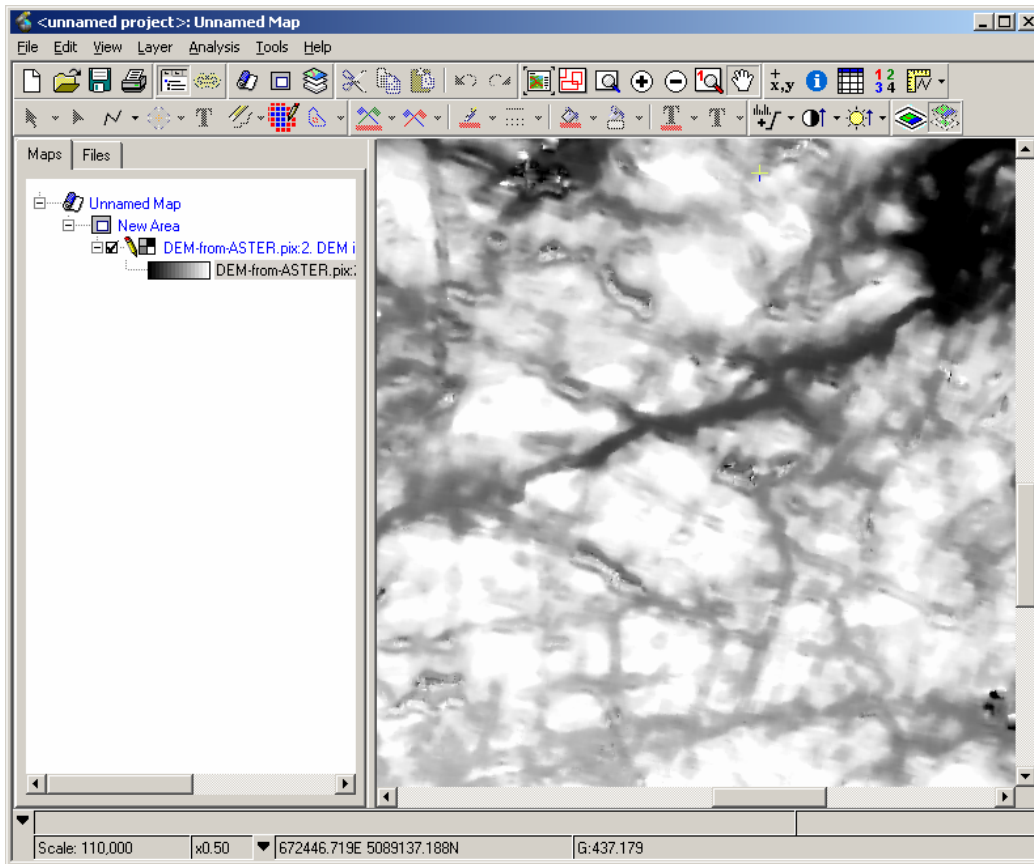 <unnamed project>: Unnamed Map
File Edit View Layer Analysis Tools Help
+x,y i 1 2 3 4
T T T
Maps Files
Unnamed Map
New Area
DEM-from-ASTER.pix:2. DEM i
DEM-from-ASTER.pix:
Scale: 110,000 x0.50 672446.719E 5089137.188N G:437.179